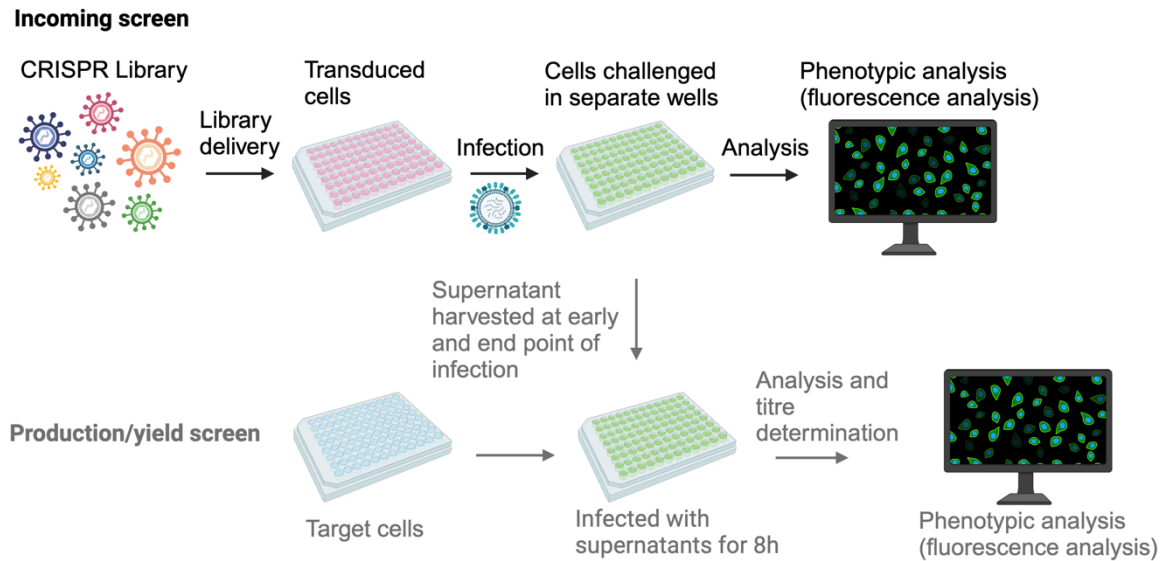 Incoming screen
CRISPR Library
Library
delivery
Transduced
cells
Infection
Cells challenged
in separate wells
Analysis
Phenotypic analysis
(fluorescence analysis)
Supernatant
harvested at early
and end point of
infection
Production/yield screen
Target cells
Infected with
supernatants for 8h
Analysis and
titre
determination
Phenotypic analysis
(fluorescence analysis)